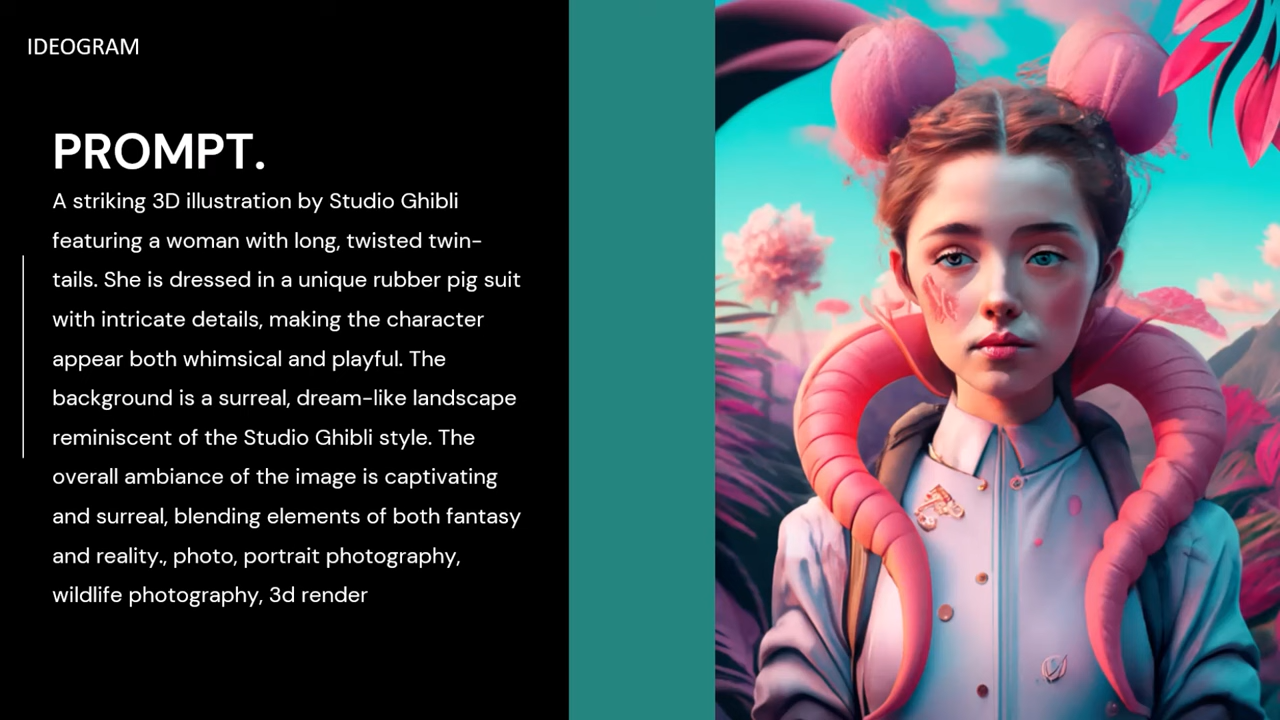 IDEOGRAM
PROMPT.
A striking 3D illustration by Studio Ghibli
featuring a woman with long, twisted twin-
tails. She is dressed in a unique rubber pig suit
with intricate details, making the character
appear both whimsical and playful. The
background is a surreal, dream-like landscape
reminiscent of the Studio Ghibli style. The
overall ambiance of the image is captivating
and surreal, blending elements of both fantasy
and reality., photo, portrait photography,
wildlife photography, 3d render